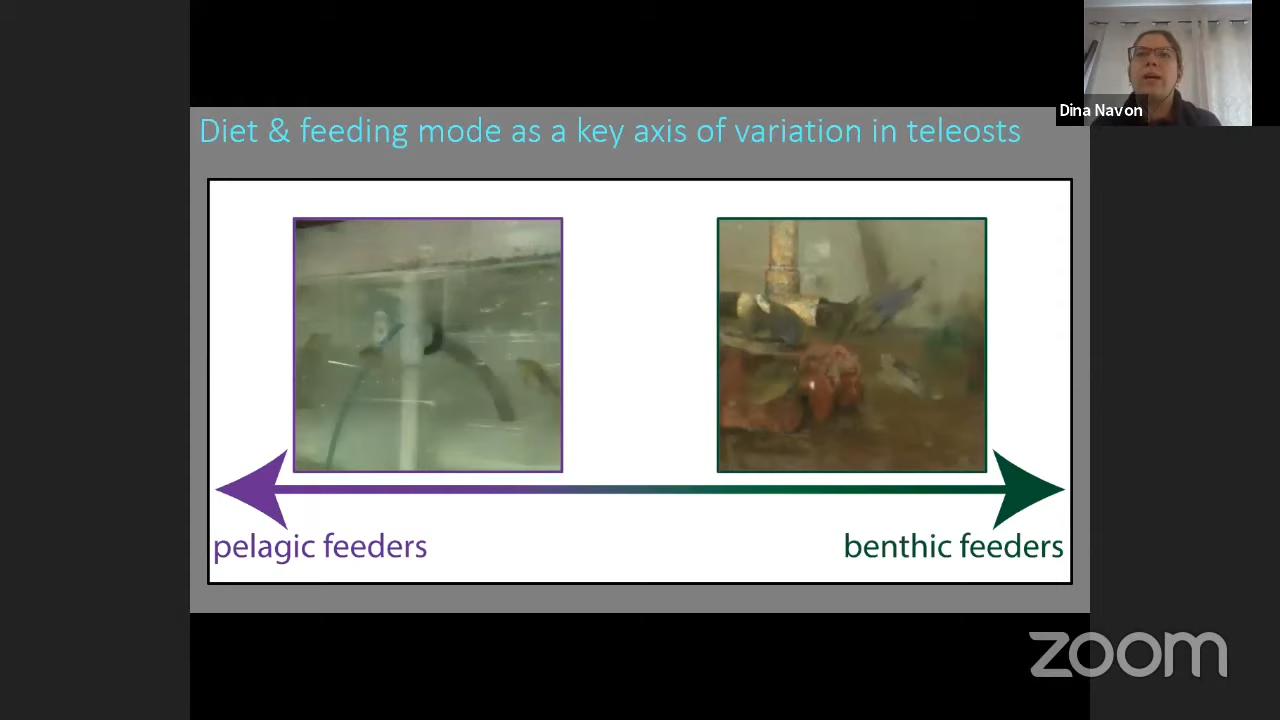 Dina Navon
Diet & feeding mode as a key axis of variation in teleosts
pelagic feeders
benthic feeders
zoom